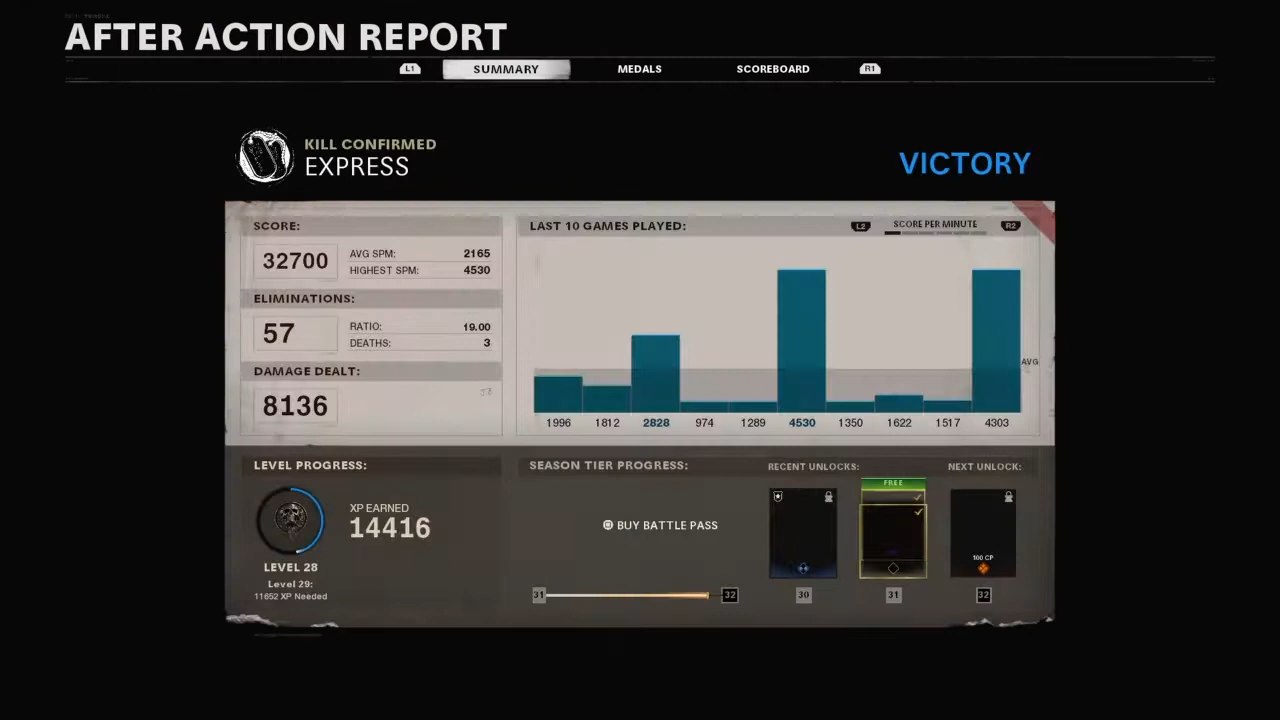 AFTER ACTION REPORT
L1 SUMMARY MEDALS SCOREBOARD R1
KILL CONFIRMED
EXPRESS
VICTORY
SCORE:
32700
AVG SPM: 2165
HIGHEST SPM: 4530
ELIMINATIONS:
57
RATIO: 19.00
DEATHS: 3
DAMAGE DEALT:
8136
LAST 10 GAMES PLAYED:
L2 SCORE PER MINUTE R2
AVG
1996 1812 2828 974 1289 4530 1350 1622 1517 4303
LEVEL PROGRESS:
XP EARNED
14416
LEVEL 28
Level 29:
11652 XP Needed
SEASON TIER PROGRESS:
BUY BATTLE PASS
31 32
RECENT UNLOCKS:
FREE
30 31
NEXT UNLOCK:
100 CP
32